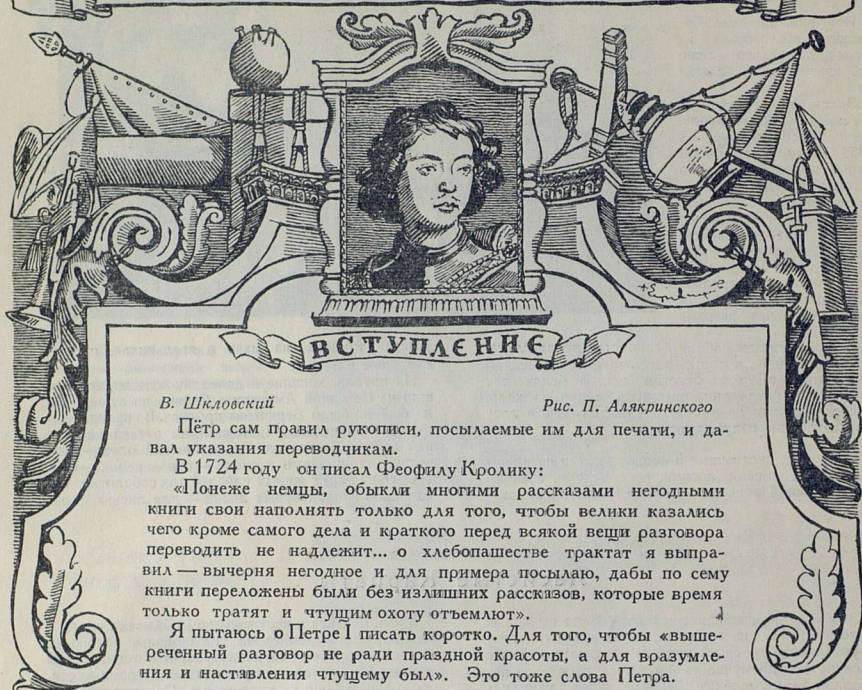 ВСТУПЛЕНИЕ
В. Шкловский
Рис. П. Алякринского
Пётр сам правил рукописи, посылаемые им для печати, и да-
вал указания переводчикам.
В 1724 году он писал Феофилу Кролику:
«Понеже немцы, обыкли многими рассказами негодными
книги свои наполнять только для того, чтобы велики казались
чего кроме самого дела и краткого перед всякой вещи разговора
переводить не надлежит... о хлебопашестве трактат я выпра-
вил — вычерня негодное и для примера посылаю, дабы по сему
книги переложены были без излишних рассказов, которые время
только тратят и чтущим охоту отъемлют».
Я пытаюсь о Петре I писать коротко. Для того, чтобы «выше-
реченный разговор не ради праздной красоты, а для вразумле-
ния и наставления чтущему был». Это тоже слова Петра.